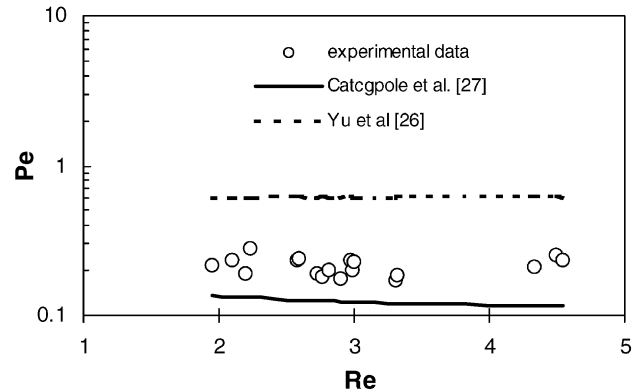 10
experimental data
Catcgpole et al. [27]
Yu et al [26]
1
Pe
0.1
1 2 3 4 5
Re